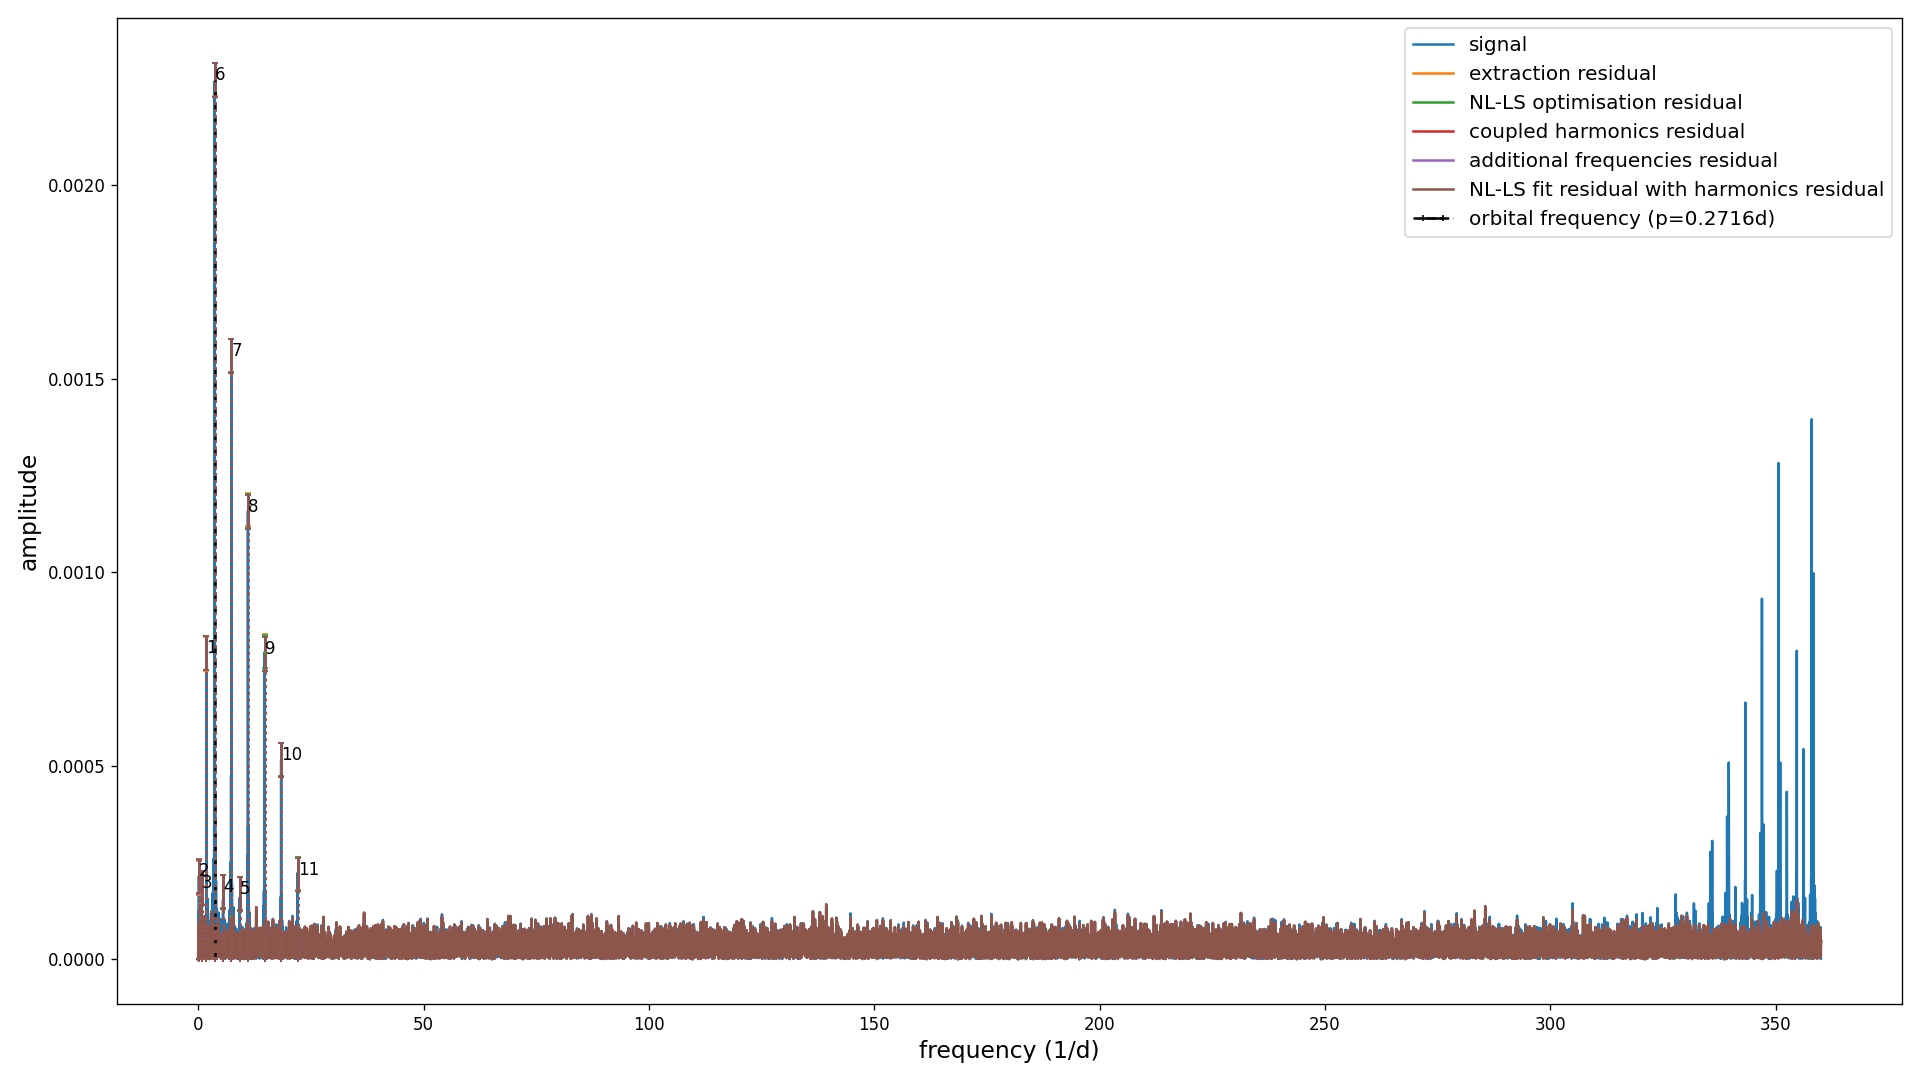 signal
extraction residual
NL-LS optimisation residual
coupled harmonics residual
additional frequencies residual
NL-LS fit residual with harmonics residual
orbital frequency (p=0.2716d)
amplitude
0.0020
0.0015
0.0010
0.0005
0.0000
6
7
8
1
9
10
2
3
4
5
11
0
50
100
150
200
250
300
350
frequency (1/d)